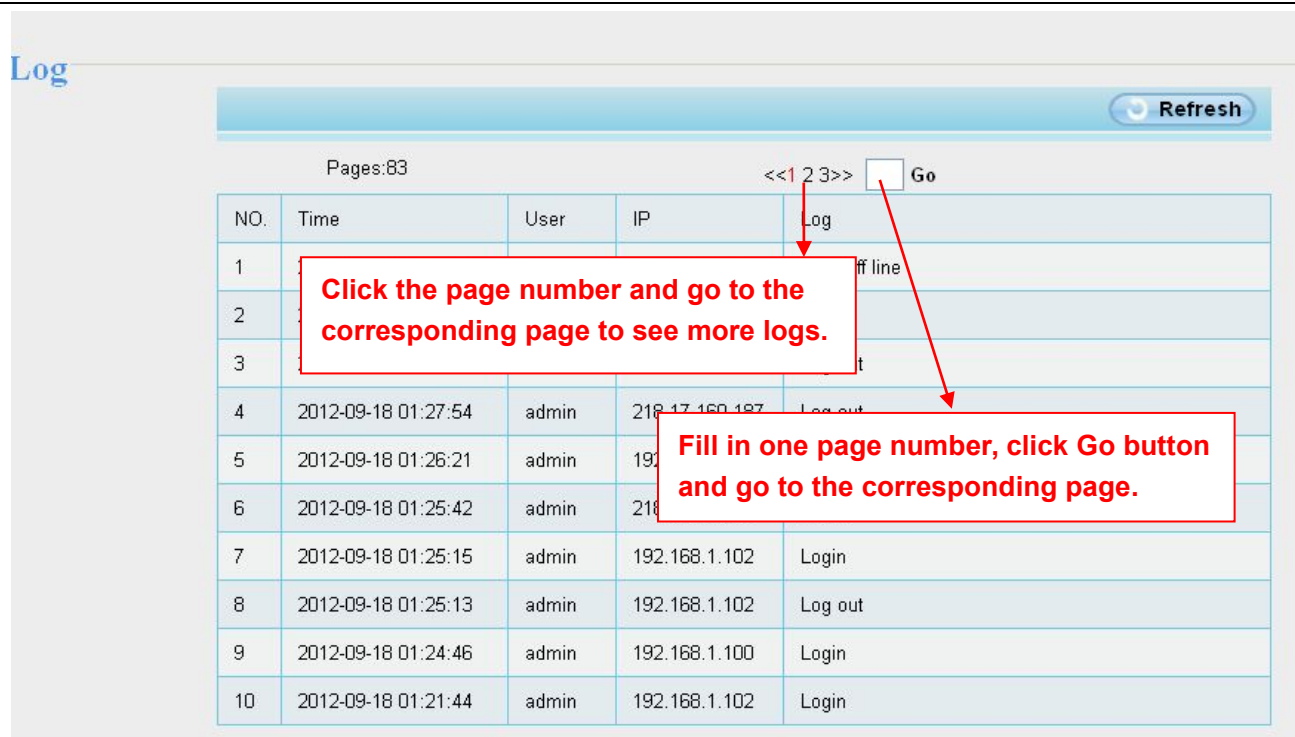 Log
Refresh
Pages:83 <<1 2 3>> Go
NO. Time User IP Log
1 ff line
Click the page number and go to the
2
corresponding page to see more logs.
3
4 2012-09-18 01:27:54 admin 218.17.160.187 Log out
Fill in one page number, click Go button
5 2012-09-18 01:26:21 admin 192
and go to the corresponding page.
6 2012-09-18 01:25:42 admin 218
7 2012-09-18 01:25:15 admin 192.168.1.102 Login
8 2012-09-18 01:25:13 admin 192.168.1.102 Log out
9 2012-09-18 01:24:46 admin 192.168.1.100 Login
10 2012-09-18 01:21:44 admin 192.168.1.102 Login